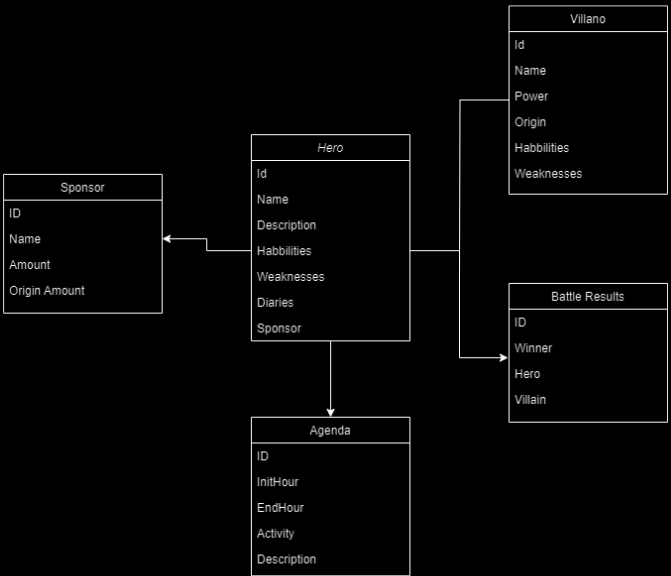 Villano
Id
Name
Power
Origin
Habbilities
Weaknesses
Hero
Id
Name
Description
Habbilities
Weaknesses
Diaries
Sponsor
Sponsor
ID
Name
Amount
Origin Amount
Battle Results
ID
Winner
Hero
Villain
Agenda
ID
InitHour
EndHour
Activity
Description